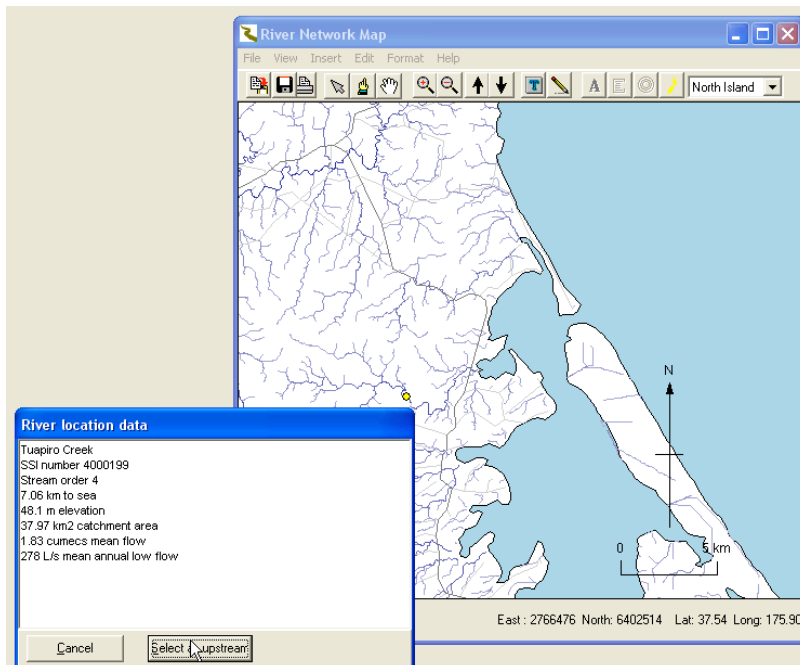 River Network Map
File View Insert Edit Format Help
T A North Island
N
0 5 km
East : 2766476 North: 6402514 Lat: 37.54 Long: 175.90
River location data
Tuapiro Creek
SSI number 4000199
Stream order 4
7.06 km to sea
48.1 m elevation
37.97 km2 catchment area
1.83 cumecs mean flow
278 L/s mean annual low flow
Cancel Select upstream